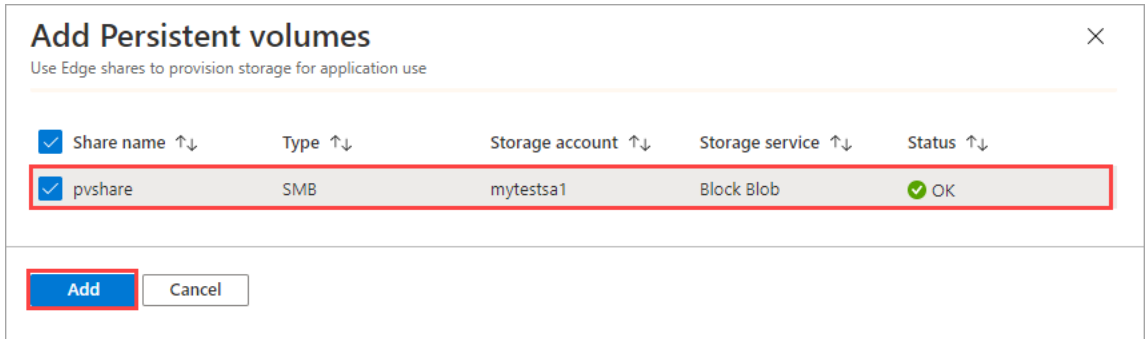 Add Persistent volumes
Use Edge shares to provision storage for application use
Share name ↑↓ Type ↑↓ Storage account ↑↓ Storage service ↑↓ Status ↑↓
pvshare SMB mytestsa1 Block Blob OK
Add Cancel